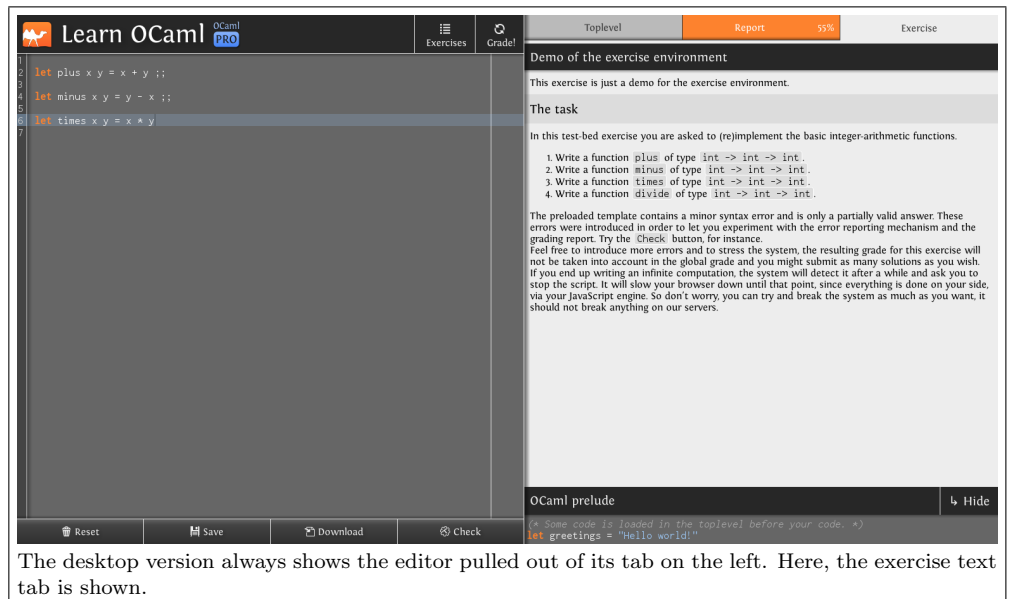 Learn OCaml OCaml PRO
Exercises
Grade!
1
2 let plus x y = x + y ;;
3
4 let minus x y = y - x ;;
5
6 let times x y = x * y
7
Reset
Save
Download
Check
Toplevel
Report 55%
Exercise
Demo of the exercise environment
This exercise is just a demo for the exercise environment.
The task
In this test-bed exercise you are asked to (re)implement the basic integer-arithmetic functions.
1. Write a function plus of type int -> int -> int.
2. Write a function minus of type int -> int -> int.
3. Write a function times of type int -> int -> int.
4. Write a function divide of type int -> int -> int.
The preloaded template contains a minor syntax error and is only a partially valid answer. These
errors were introduced in order to let you experiment with the error reporting mechanism and the
grading report. Try the Check button, for instance.
Feel free to introduce more errors and to stress the system, the resulting grade for this exercise will
not be taken into account in the global grade and you might submit as many solutions as you wish.
If you end up writing an infinite computation, the system will detect it after a while and ask you to
stop the script. It will slow your browser down until that point, since everything is done on your side,
via your JavaScript engine. So don't worry, you can try and break the system as much as you want, it
should not break anything on our servers.
OCaml prelude
↳ Hide
(* Some code is loaded in the toplevel before your code. *)
let greetings = "Hello world!"
The desktop version always shows the editor pulled out of its tab on the left. Here, the exercise text
tab is shown.